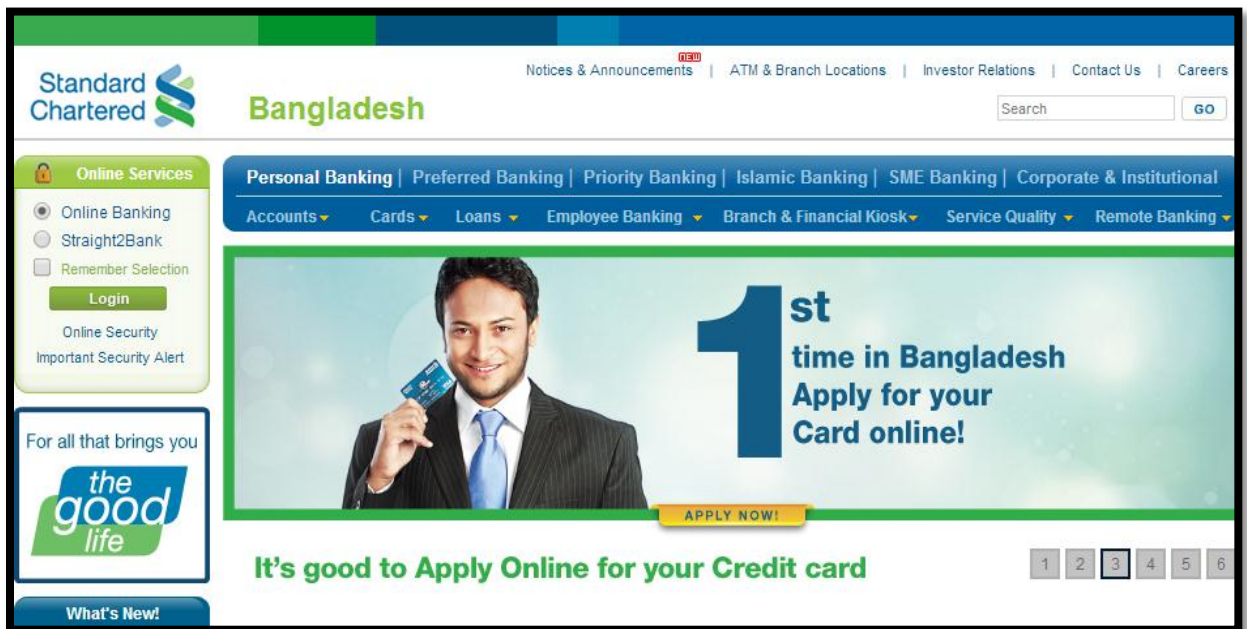 Standard
Chartered
Bangladesh
NEW
Notices & Announcements | ATM & Branch Locations | Investor Relations | Contact Us | Careers
Search GO
Online Services
Online Banking
Straight2Bank
Remember Selection
Login
Online Security
Important Security Alert
Personal Banking | Preferred Banking | Priority Banking | Islamic Banking | SME Banking | Corporate & Institutional
Accounts Cards Loans Employee Banking Branch & Financial Kiosk Service Quality Remote Banking
1st
time in Bangladesh
Apply for your
Card online!
APPLY NOW!
For all that brings you
the
good
life
It's good to Apply Online for your Credit card
1 2 3 4 5 6
What's New!